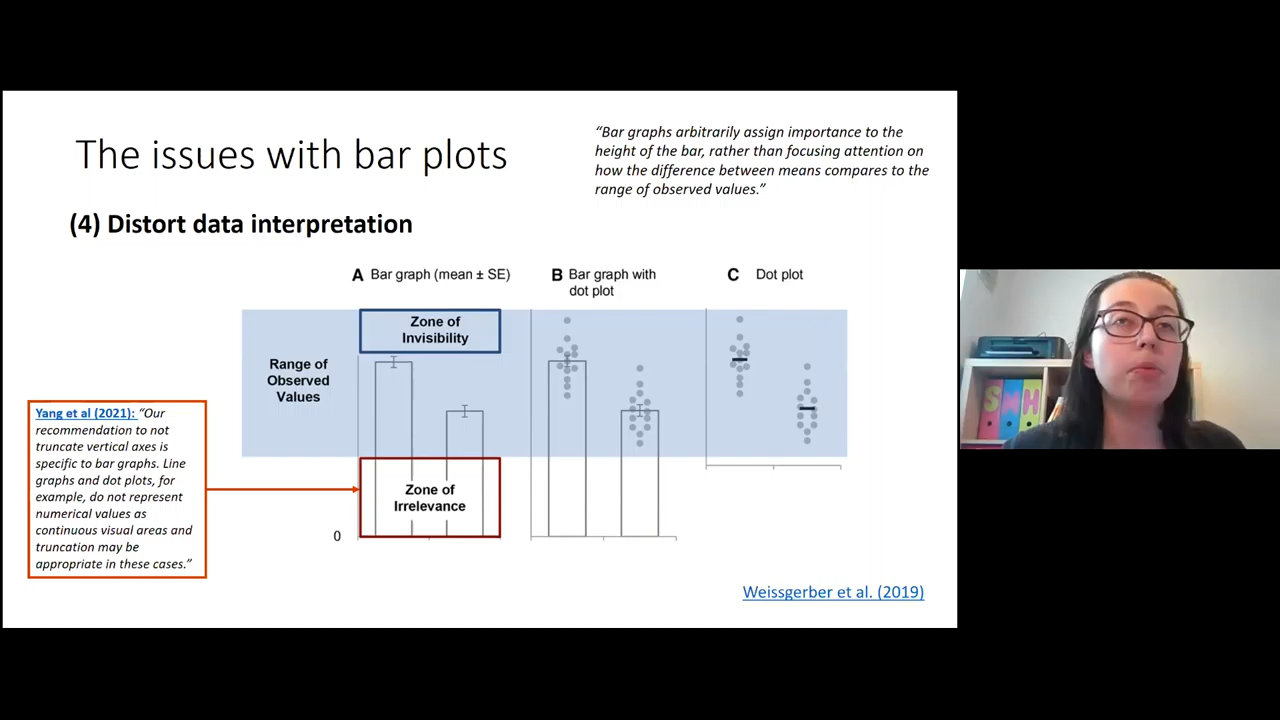 The issues with bar plots
“Bar graphs arbitrarily assign importance to the
height of the bar, rather than focusing attention on
how the difference between means compares to the
range of observed values.”
(4) Distort data interpretation
A Bar graph (mean ± SE)
B Bar graph with
dot plot
C Dot plot
Zone of
Invisibility
Range of
Observed
Values
Zone of
Irrelevance
0
Yang et al (2021): “Our
recommendation to not
truncate vertical axes is
specific to bar graphs. Line
graphs and dot plots, for
example, do not represent
numerical values as
continuous visual areas and
truncation may be
appropriate in these cases.”
Weissgerber et al. (2019)
SMH